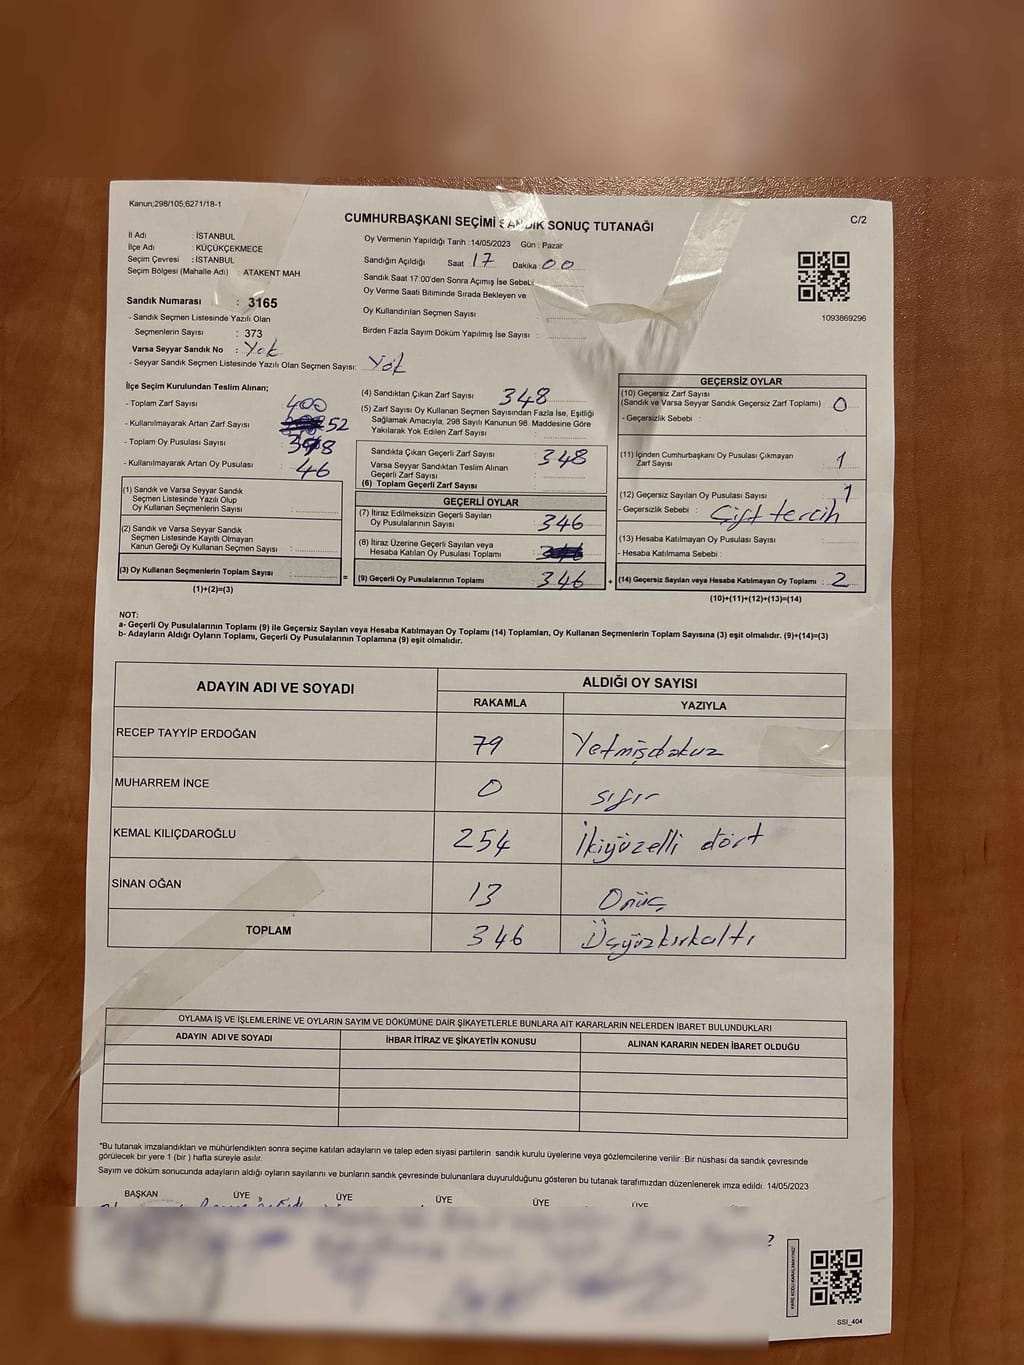 Kanun;298/105;6271/18-1
C/2
CUMHURBAŞKANI SEÇİMİ SANDIK SONUÇ TUTANAĞI
İl Adı : İSTANBUL
İlçe Adı : KÜÇÜKÇEKMECE
Seçim Çevresi : İSTANBUL
Seçim Bölgesi (Mahalle Adı) : ATAKENT MAH.
Sandık Numarası : 3165
- Sandık Seçmen Listesinde Yazılı Olan
Seçmenlerin Sayısı : 373
Varsa Seyyar Sandık No : Yok
- Seyyar Sandık Seçmen Listesinde Yazılı Olan Seçmen Sayısı: Yok
Oy Vermenin Yapıldığı Tarih :14/05/2023 Gün : Pazar
Sandığın Açıldığı Saat 17 Dakika 00
Sandık Saat 17:00'den Sonra Açımış İse Sebebi
Oy Verme Saati Bitiminde Sırada Bekleyen ve
Oy Kullandırılan Seçmen Sayısı :
Birden Fazla Sayım Döküm Yapılmış İse Sayısı :
1093869296
İlçe Seçim Kurulundan Teslim Alınan;
- Toplam Zarf Sayısı : 400
- Kullanılmayarak Artan Zarf Sayısı 52
- Toplam Oy Pusulası Sayısı
- Kullanılmayarak Artan Oy Pusulası : 46
(1) Sandık ve Varsa Seyyar Sandık
Seçmen Listesinde Yazılı Olup
Oy Kullanan Seçmenlerin Sayısı :
(2) Sandık ve Varsa Seyyar Sandık
Seçmen Listesinde Kayıtlı Olmayan
Kanun Gereği Oy Kullanan Seçmen Sayısı :
(3) Oy Kullanan Seçmenlerin Toplam Sayısı :
(1)+(2)=(3)
(4) Sandıktan Çıkan Zarf Sayısı : 348
(5) Zarf Sayısı Oy Kullanan Seçmen Sayısından Fazla İse, Eşitliği
Sağlamak Amacıyla, 298 Sayılı Kanunun 98. Maddesine Göre
Yakılarak Yok Edilen Zarf Sayısı :
Sandıkta Çıkan Geçerli Zarf Sayısı : 348
Varsa Seyyar Sandıktan Teslim Alınan
Geçerli Zarf Sayısı :
(6) Toplam Geçerli Zarf Sayısı :
GEÇERLİ OYLAR
(7) İtiraz Edilmeksizin Geçerli Sayılan
Oy Pusulalarının Sayısı : 346
(8) İtiraz Üzerine Geçerli Sayılan veya
Hesaba Katılan Oy Pusulası Toplamı
= (9) Geçerli Oy Pusulalarının Toplamı : 346 +
GEÇERSİZ OYLAR
(10) Geçersiz Zarf Sayısı
(Sandık ve Varsa Seyyar Sandık Geçersiz Zarf Toplamı) : 0
- Geçersizlik Sebebi :
(11) İçinden Cumhurbaşkanı Oy Pusulası Çıkmayan
Zarf Sayısı : 1
(12) Geçersiz Sayılan Oy Pusulası Sayısı : 1
- Geçersizlik Sebebi : Çift tercih
(13) Hesaba Katılmayan Oy Pusulası Sayısı :
- Hesaba Katılmama Sebebi :
(14) Geçersiz Sayılan veya Hesaba Katılmayan Oy Toplamı : 2
(10)+(11)+(12)+(13)=(14)
NOT:
a- Geçerli Oy Pusulalarının Toplamı (9) ile Geçersiz Sayılan veya Hesaba Katılmayan Oy Toplamı (14) Toplamları, Oy Kullanan Seçmenlerin Toplam Sayısına (3) eşit olmalıdır. (9)+(14)=(3)
b- Adayların Aldığı Oyların Toplamı, Geçerli Oy Pusulalarının Toplamına (9) eşit olmalıdır.
ADAYIN ADI VE SOYADI ALDIĞI OY SAYISI
RAKAMLA YAZIYLA
RECEP TAYYİP ERDOĞAN 79 Yetmişdokuz
MUHARREM İNCE 0 sıfır
KEMAL KILIÇDAROĞLU 254 İkiyüzelli dört
SİNAN OĞAN 13 Onüç
TOPLAM 346 Üçyüzkırkaltı
OYLAMA İŞ VE İŞLEMLERİNE VE OYLARIN SAYIM VE DÖKÜMÜNE DAİR ŞİKAYETLERLE BUNLARA AİT KARARLARIN NELERDEN İBARET BULUNDUKLARI
ADAYIN ADI VE SOYADI İHBAR İTİRAZ VE ŞİKAYETİN KONUSU ALINAN KARARIN NEDEN İBARET OLDUĞU
*Bu tutanak imzalandıktan ve mühürlendikten sonra seçime katılan adayların ve talep eden siyasi partilerin sandık kurulu üyelerine veya gözlemcilerine verilir. Bir nüshası da sandık çevresinde
görülecek bir yere 1 (bir ) hafta süreyle asılır.
Sayım ve döküm sonucunda adayların aldığı oyların sayılarını ve bunların sandık çevresinde bulunanlara duyurulduğunu gösteren bu tutanak tarafımızdan düzenlenerek imza edildi. 14/05/2023
BAŞKAN ÜYE ÜYE ÜYE ÜYE ÜYE
SSI_404